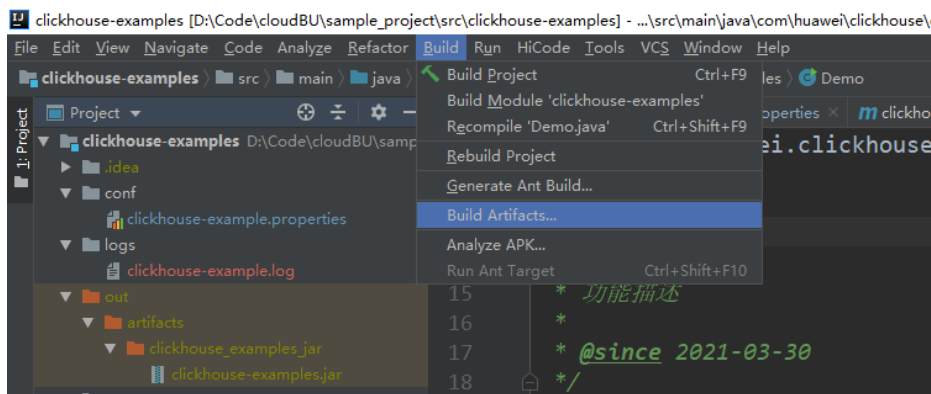 clickhouse-examples [D:\Code\cloudBU\sample_project\src\clickhouse-examples] - ...\src\main\java\com\huawei\clickhouse\
File Edit View Navigate Code Analyze Refactor Build Run HiCode Tools VCS Window Help
clickhouse-examples src main java les Demo
Build Project Ctrl+F9
Build Module 'clickhouse-examples'
Recompile 'Demo.java' Ctrl+Shift+F9
Rebuild Project
Generate Ant Build...
Build Artifacts...
Analyze APK...
Run Ant Target Ctrl+Shift+F10
1: Project
Project
operties × m clickho
clickhouse-examples D:\Code\cloudBU\samp
ei.clickhouse
.idea
conf
clickhouse-example.properties
logs
clickhouse-example.log
out
artifacts
clickhouse_examples_jar
clickhouse-examples.jar
15 * 功能描述
16 *
17 * @since 2021-03-30
18 */